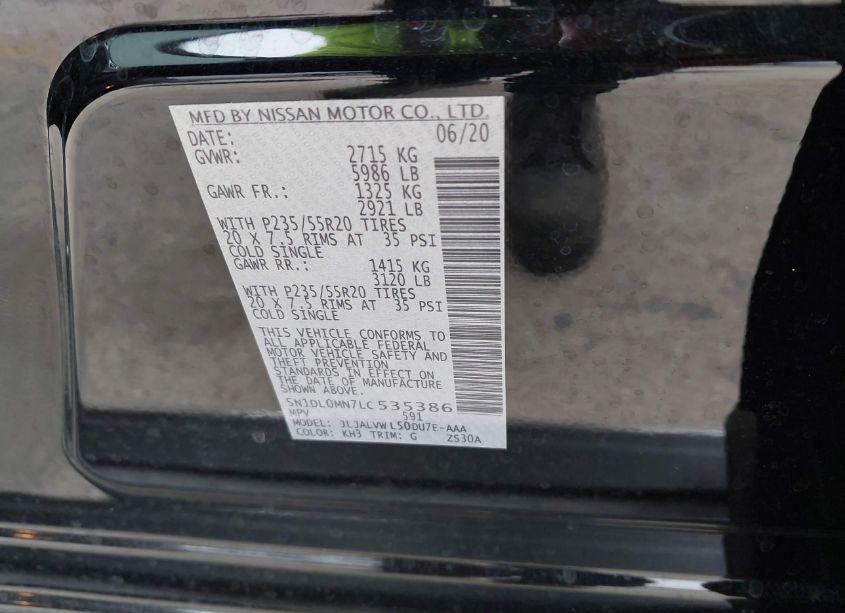 MFD BY NISSAN MOTOR CO., LTD.
DATE: 06/20
GVWR: 2715 KG
5986 LB
GAWR FR.: 1325 KG
2921 LB
WITH P235/55R20 TIRES
20 X 7.5 RIMS AT 35 PSI
COLD SINGLE
GAWR RR.: 1415 KG
3120 LB
WITH P235/55R20 TIRES
20 X 7.5 RIMS AT 35 PSI
COLD SINGLE
THIS VEHICLE CONFORMS TO
ALL APPLICABLE FEDERAL
MOTOR VEHICLE SAFETY AND
THEFT PREVENTION
STANDARDS IN EFFECT ON
THE DATE OF MANUFACTURE
SHOWN ABOVE.
5N1DL0MN7LC535386
MPV 591
MODEL: JLJALVWL50DU7E-AAA
COLOR: KH3 TRIM: G ZS30A